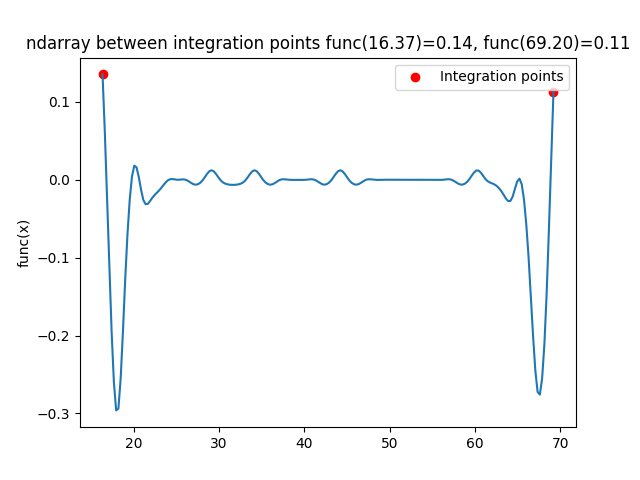 ndarray between integration points func(16.37)=0.14, func(69.20)=0.11
Integration points
func(x)
0.1
0.0
−0.1
−0.2
−0.3
20 30 40 50 60 70